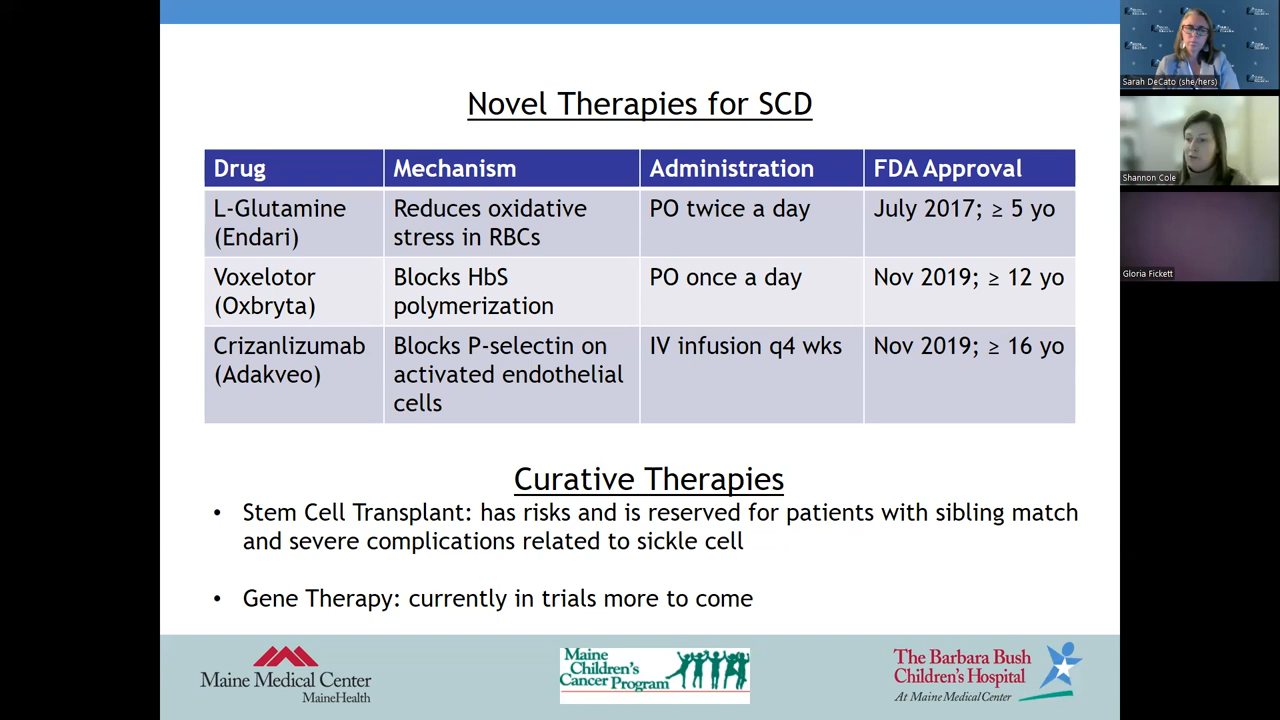 Novel Therapies for SCD
Drug Mechanism Administration FDA Approval
L-Glutamine (Endari) Reduces oxidative stress in RBCs PO twice a day July 2017; ≥ 5 yo
Voxelotor (Oxbryta) Blocks HbS polymerization PO once a day Nov 2019; ≥ 12 yo
Crizanlizumab (Adakveo) Blocks P-selectin on activated endothelial cells IV infusion q4 wks Nov 2019; ≥ 16 yo
Curative Therapies
• Stem Cell Transplant: has risks and is reserved for patients with sibling match
and severe complications related to sickle cell
• Gene Therapy: currently in trials more to come
Maine Medical Center
MaineHealth
Maine
Children's
Cancer Program
The Barbara Bush
Children's Hospital
At Maine Medical Center
Sarah DeCato (she/hers)
Shannon Cole
Gloria Fickett